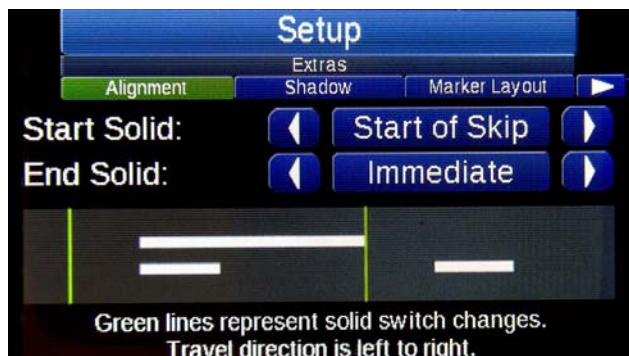 Setup
Extras
Alignment Shadow Marker Layout
Start Solid: Start of Skip
End Solid: Immediate
Green lines represent solid switch changes.
Travel direction is left to right.